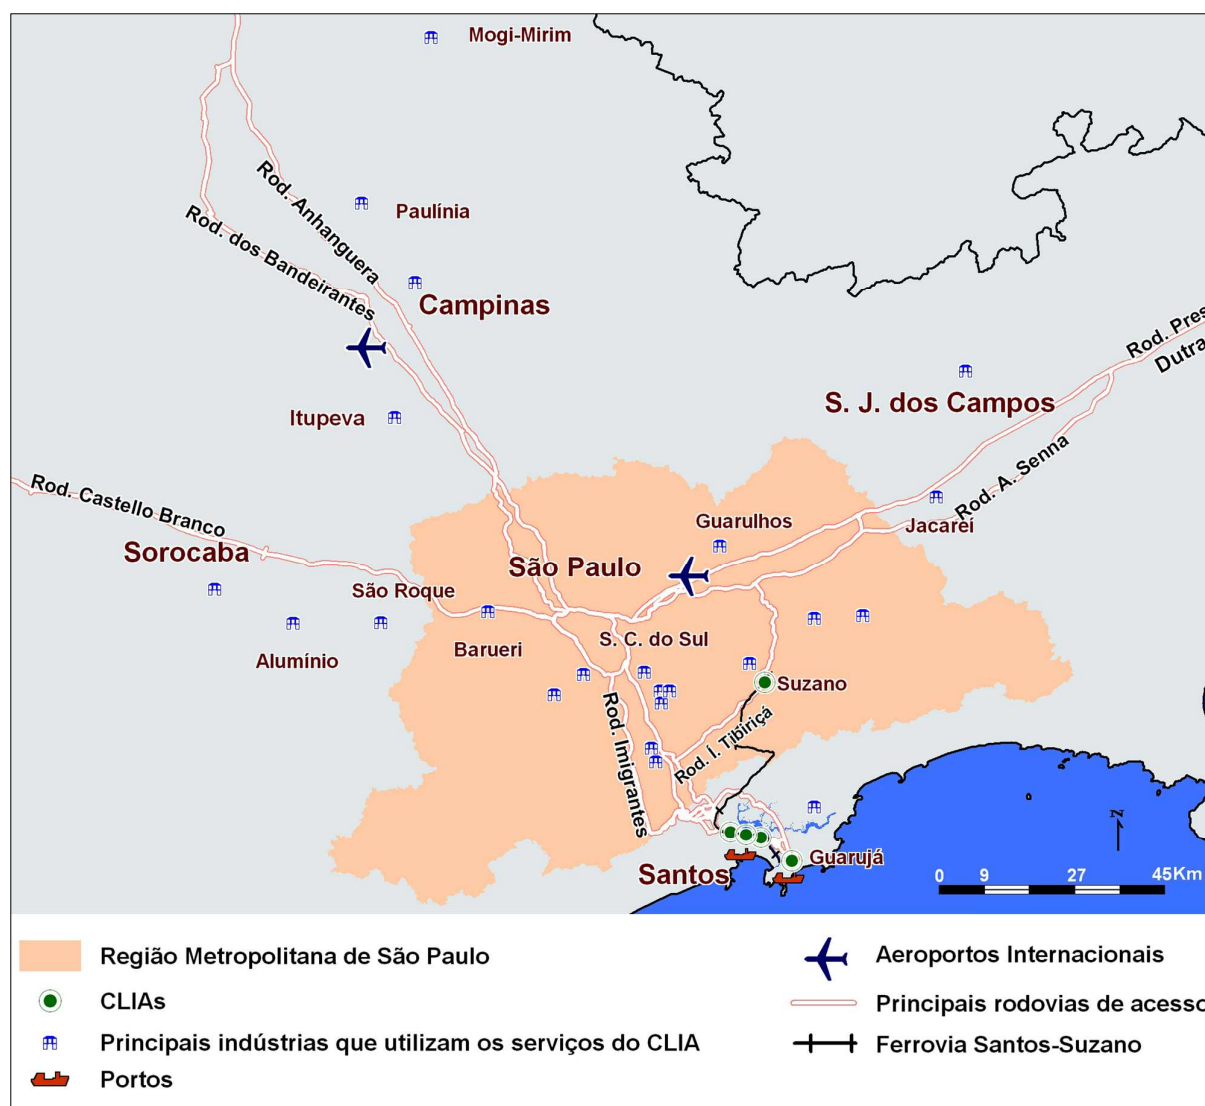 Mogi-Mirim
Rod. Anhanguera
Paulínia
Rod. dos Bandeirantes
Campinas
Rod. Pres
Dutra
S. J. dos Campos
Itupeva
Rod. A. Senna
Rod. Castello Branco
Guarulhos
Jacareí
Sorocaba
São Paulo
São Roque
S. C. do Sul
Barueri
Alumínio
Suzano
Rod. Í. Tibiriçá
Rod. Imigrantes
N
Guarujá
Santos
0 9 27 45Km
Região Metropolitana de São Paulo
Aeroportos Internacionais
CLIAs
Principais rodovias de acesso
Principais indústrias que utilizam os serviços do CLIA
Ferrovia Santos-Suzano
Portos